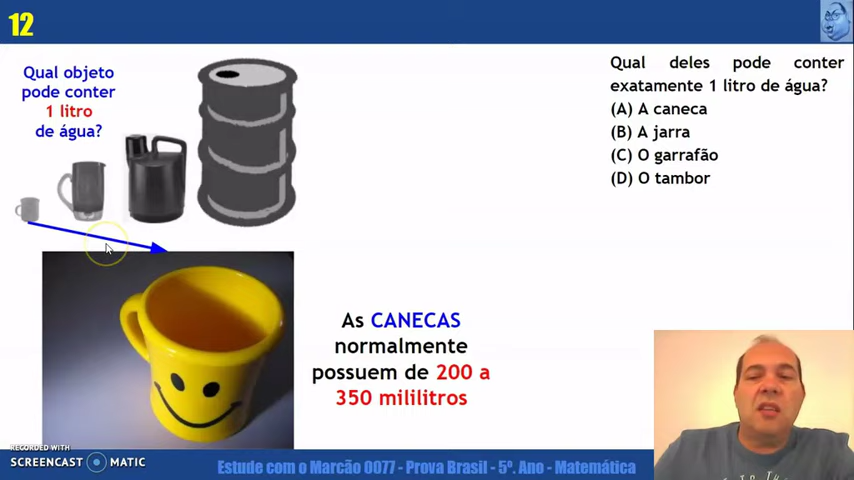 12
Qual objeto
pode conter
1 litro
de água?
Qual deles pode conter
exatamente 1 litro de água?
(A) A caneca
(B) A jarra
(C) O garrafão
(D) O tambor
As CANECAS
normalmente
possuem de 200 a
350 mililitros
RECORDED WITH
SCREENCAST MATIC
Estude com o Marcão 0077 - Prova Brasil - 5º. Ano - Matemática